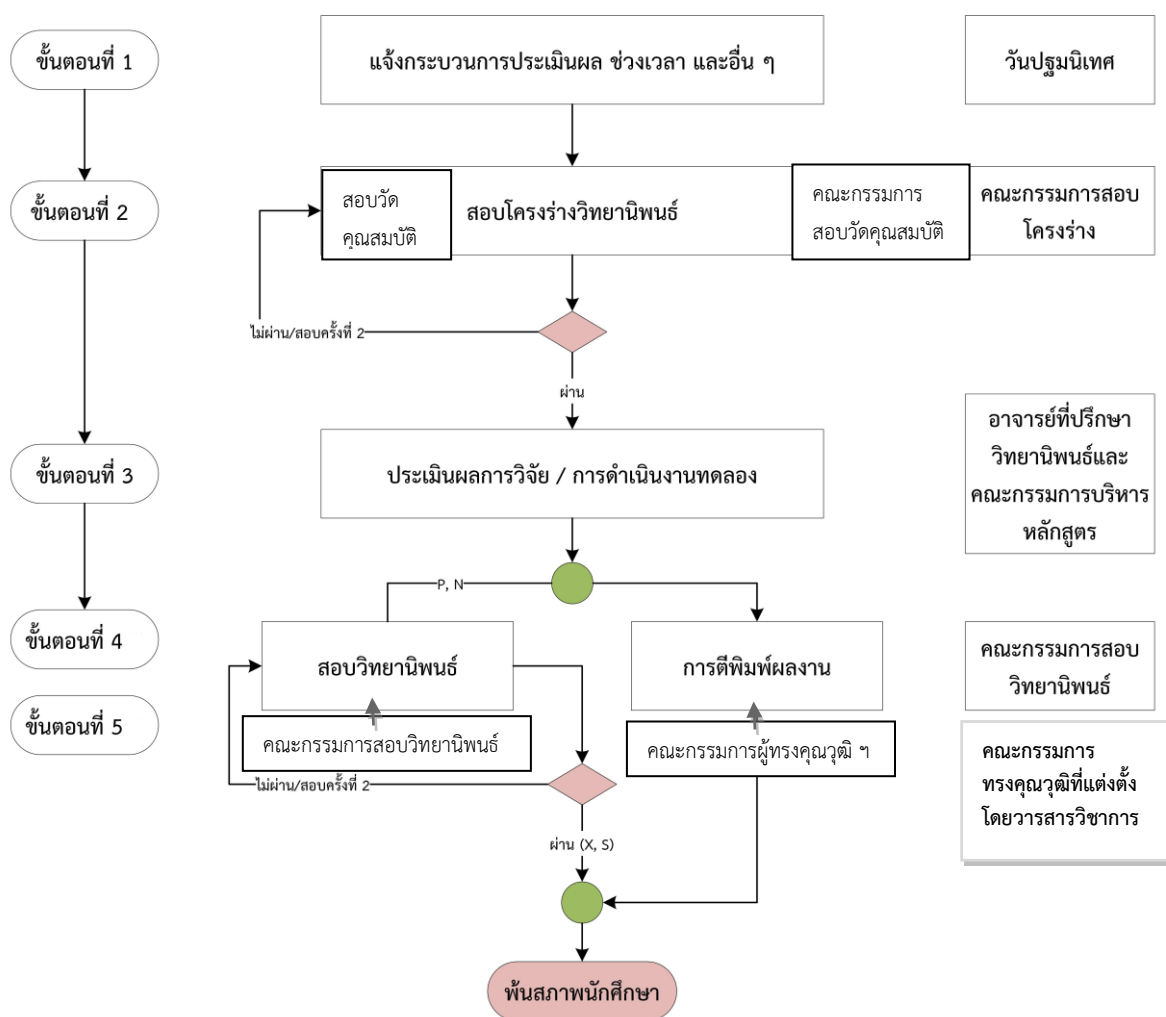 ขั้นตอนที่ 1
แจ้งกระบวนการประเมินผล ช่วงเวลา และอื่น ๆ
วันปฐมนิเทศ
ขั้นตอนที่ 2
สอบวัด
คุณสมบัติ
สอบโครงร่างวิทยานิพนธ์
คณะกรรมการ
สอบวัดคุณสมบัติ
คณะกรรมการสอบ
โครงร่าง
ไม่ผ่าน/สอบครั้งที่ 2
ผ่าน
ขั้นตอนที่ 3
ประเมินผลการวิจัย / การดำเนินงานทดลอง
อาจารย์ที่ปรึกษา
วิทยานิพนธ์และ
คณะกรรมการบริหาร
หลักสูตร
P, N
ขั้นตอนที่ 4
สอบวิทยานิพนธ์
การตีพิมพ์ผลงาน
คณะกรรมการสอบ
วิทยานิพนธ์
ขั้นตอนที่ 5
คณะกรรมการสอบวิทยานิพนธ์
คณะกรรมการผู้ทรงคุณวุฒิ ฯ
คณะกรรมการ
ทรงคุณวุฒิที่แต่งตั้ง
โดยวารสารวิชาการ
ไม่ผ่าน/สอบครั้งที่ 2
ผ่าน (X, S)
พ้นสภาพนักศึกษา